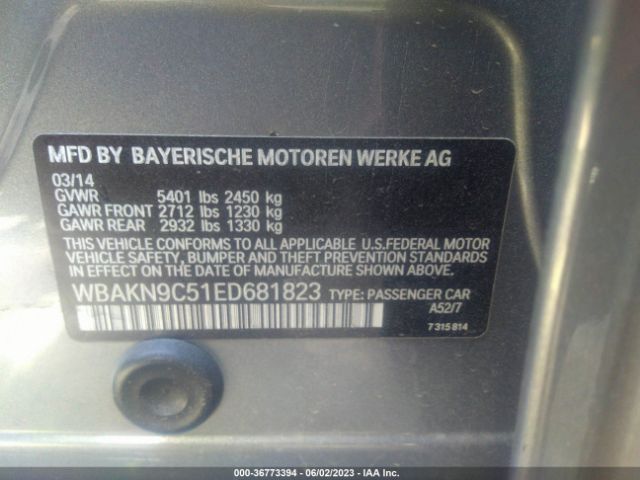 MFD BY BAYERISCHE MOTOREN WERKE AG
03/14
GVWR 5401 lbs 2450 kg
GAWR FRONT 2712 lbs 1230 kg
GAWR REAR 2932 lbs 1330 kg
THIS VEHICLE CONFORMS TO ALL APPLICABLE U.S.FEDERAL MOTOR
VEHICLE SAFETY, BUMPER AND THEFT PREVENTION STANDARDS
IN EFFECT ON THE DATE OF MANUFACTURE SHOWN ABOVE.
WBAKN9C51ED681823 TYPE: PASSENGER CAR
A52/7
7315814
000-36773394 - 06/02/2023 - IAA Inc.